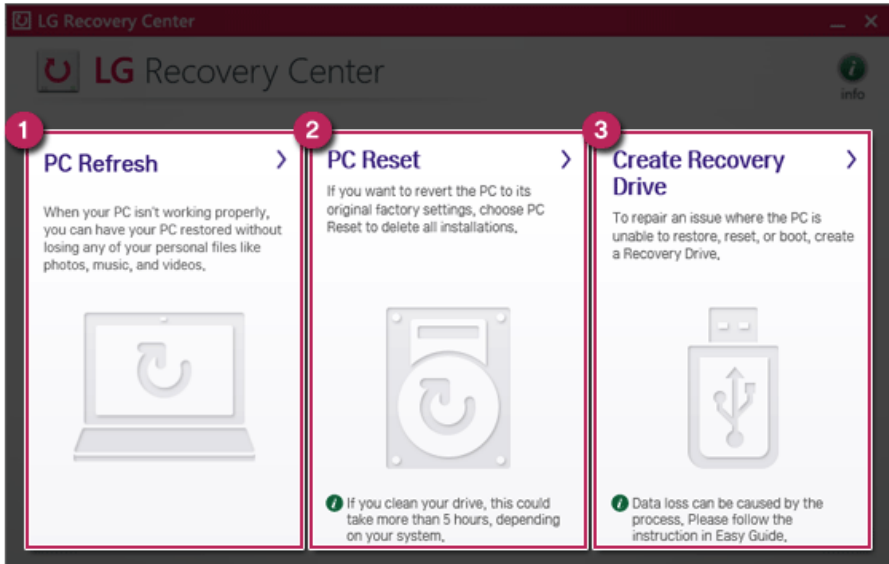 LG Recovery Center
LG Recovery Center
info
1
PC Refresh
When your PC isn't working properly,
you can have your PC restored without
losing any of your personal files like
photos, music, and videos.
2
PC Reset
If you want to revert the PC to its
original factory settings, choose PC
Reset to delete all installations.
If you clean your drive, this could
take more than 5 hours, depending
on your system.
3
Create Recovery
Drive
To repair an issue where the PC is
unable to restore, reset, or boot, create
a Recovery Drive.
Data loss can be caused by the
process. Please follow the
instruction in Easy Guide.